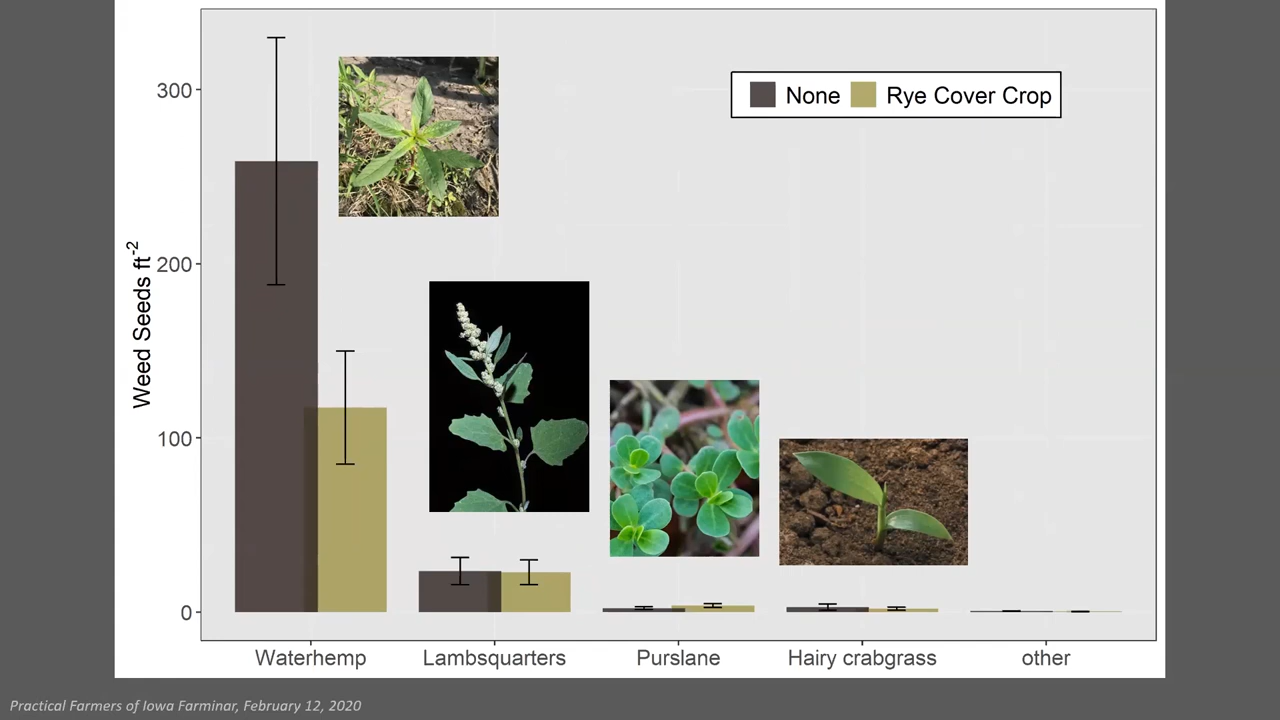 None Rye Cover Crop
Weed Seeds ft-2
300
200
100
0
Waterhemp Lambsquarters Purslane Hairy crabgrass other
Practical Farmers of Iowa Farminar, February 12, 2020